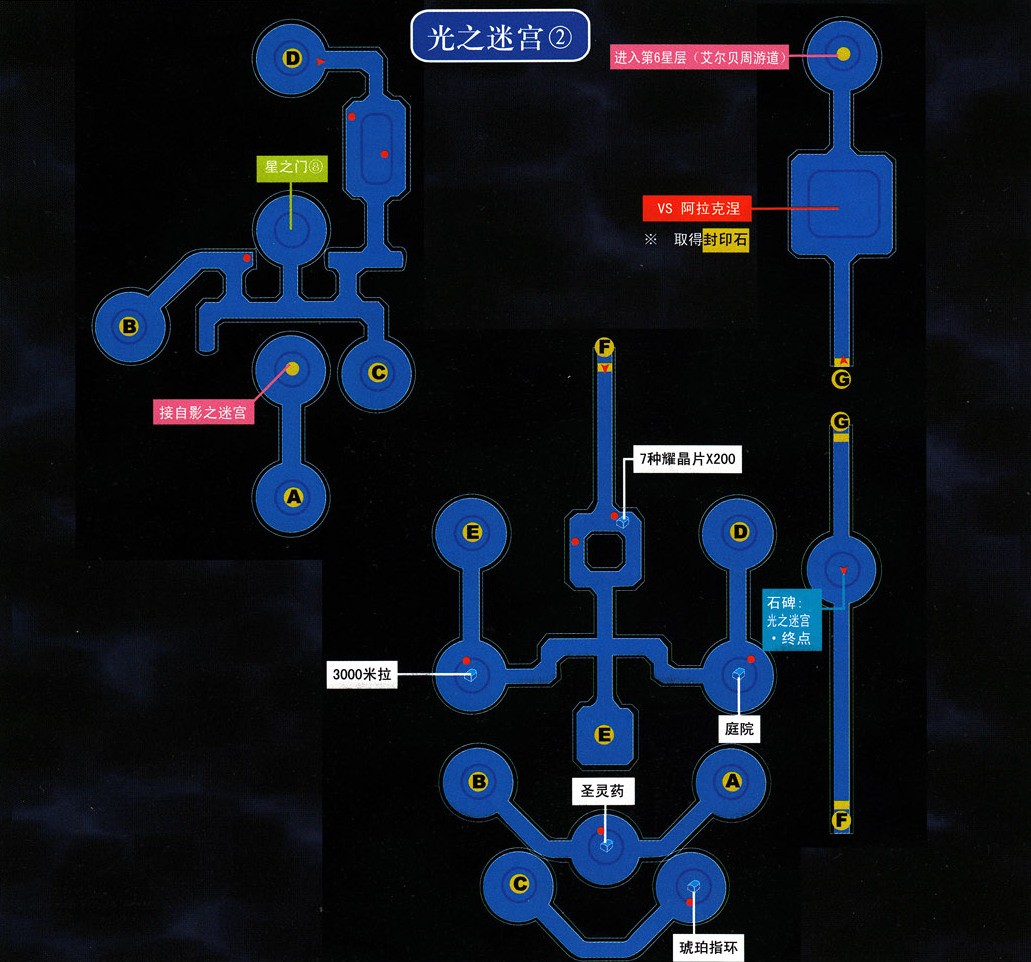 光之迷宫②
D
进入第6星层（艾尔贝周游道）
星之门⑧
VS 阿拉克涅
※ 取得封印石
B
C
接自影之迷宫
A
F
G
G
7种耀晶片X200
E
D
石碑：
光之迷宫
·终点
3000米拉
庭院
E
B
A
圣灵药
F
C
琥珀指环